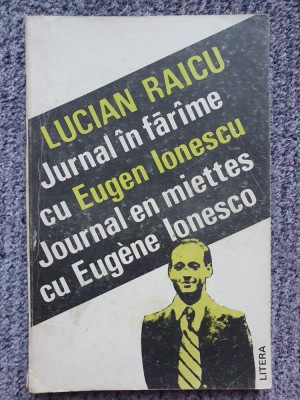 LUCIAN RAICU
Jurnal în fărîme
cu Eugen Ionescu
Journal en miettes
cu Eugène Ionesco
LITERA